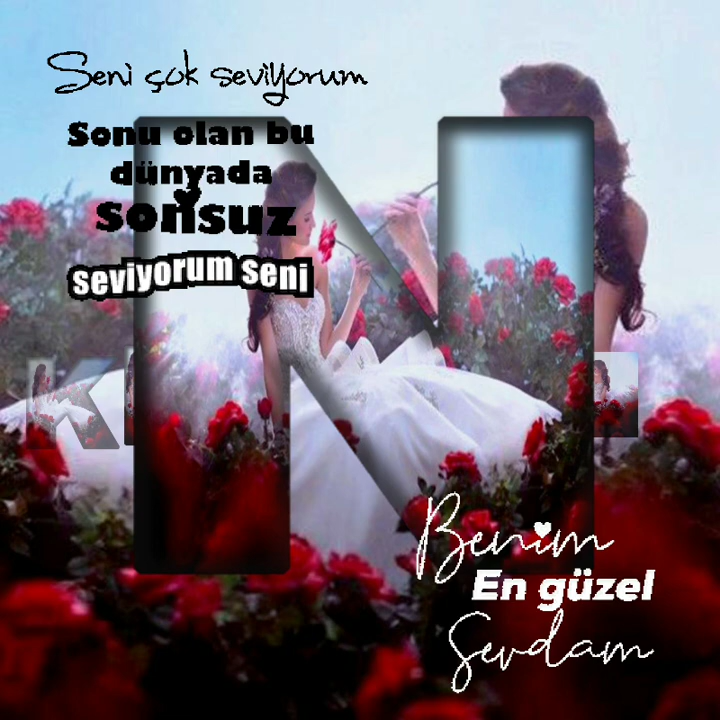 Seni çok seviyorum
Sonu olan bu
dünyada
sonsuz
seviyorum seni
N
Benim
En güzel
Sevdam